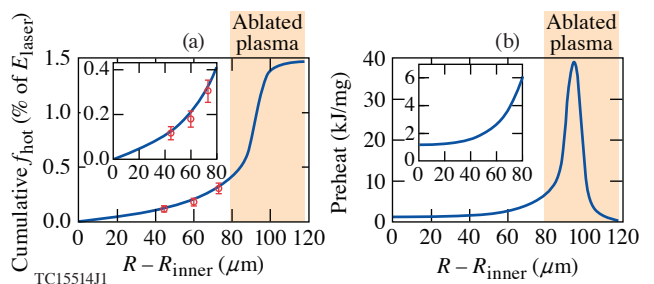 Ablated
plasma
(a)
Cumulative f_hot (% of E_laser)
1.5
1.0
0.5
0.0
0.4
0.2
0.0
0 20 40 60 80
0 20 40 60 80 100 120
R – R_inner (μm)
TC15514J1
Ablated
plasma
(b)
Preheat (kJ/mg)
40
30
20
10
0
6
4
2
0
0 20 40 60 80
0 20 40 60 80 100 120
R – R_inner (μm)